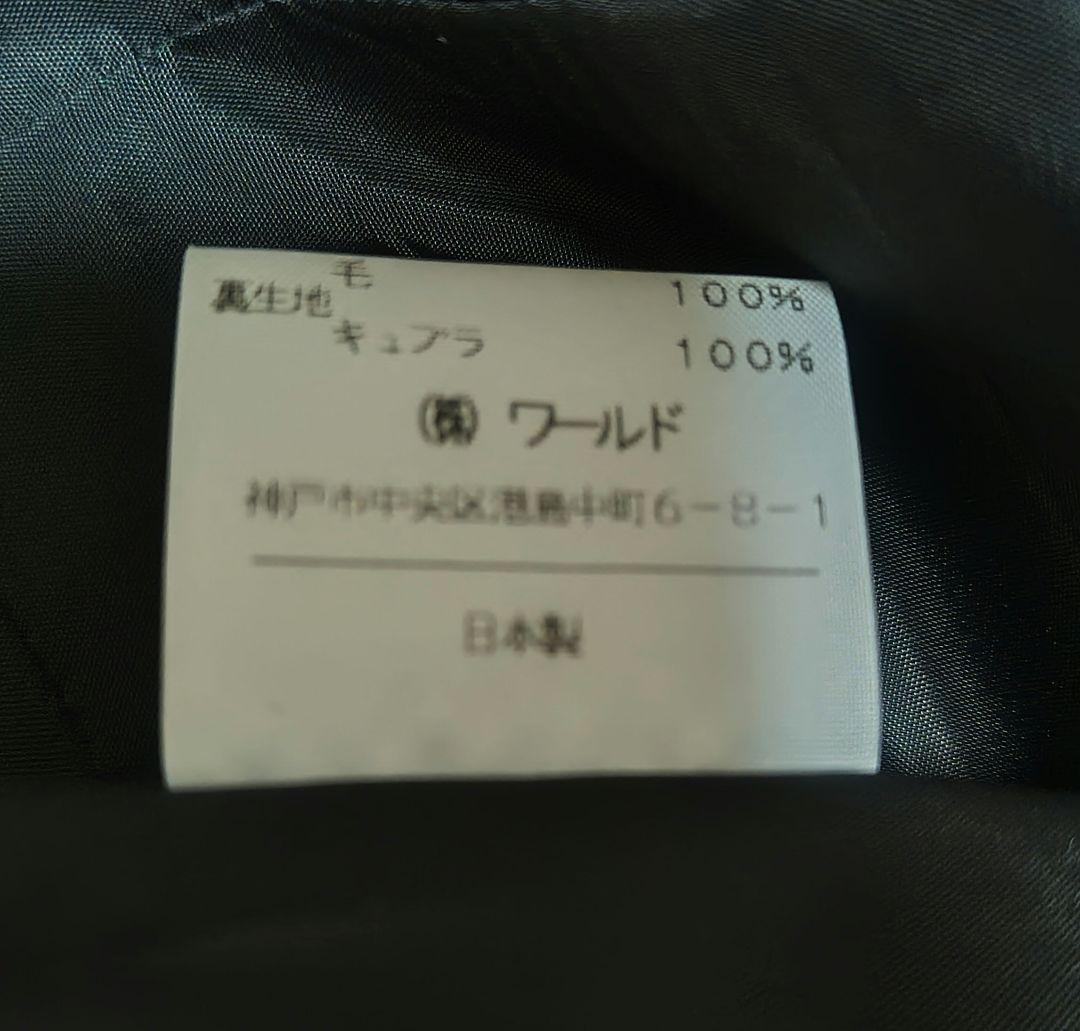 毛 100%
裏生地
キュプラ 100%
㈱ ワールド
神戸市中央区港島中町6-8-1
日本製